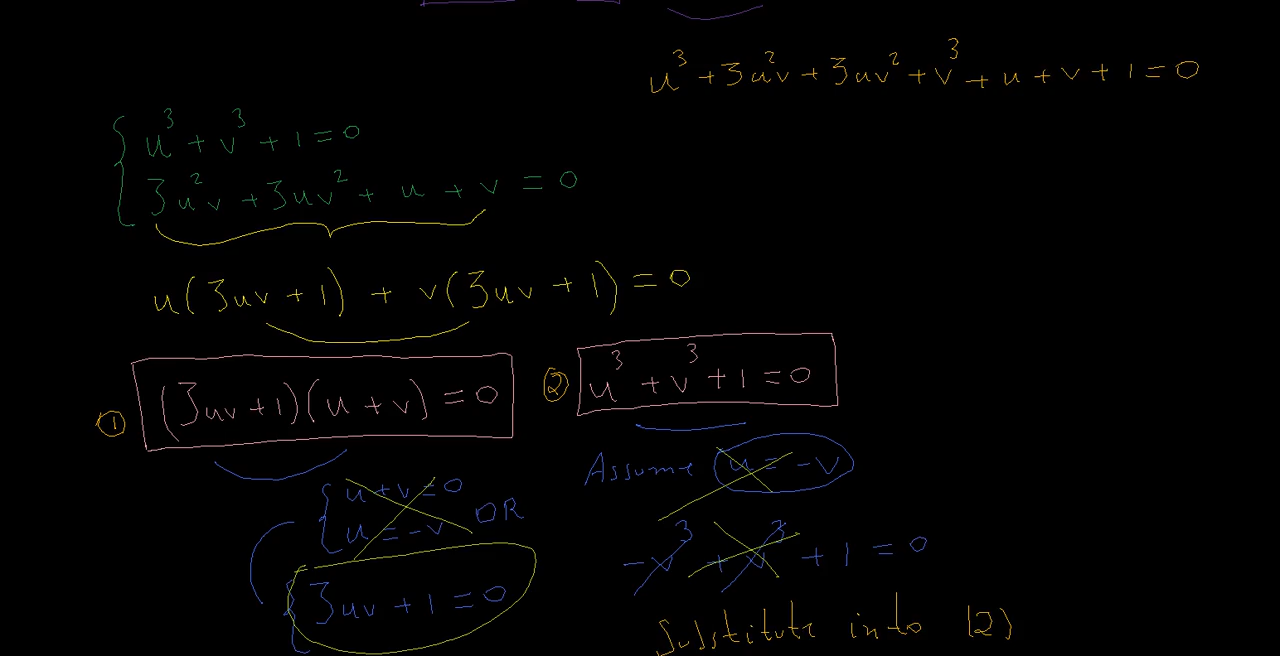 u³ + 3u²v + 3uv² + v³ + u + v + 1 = 0
u³ + v³ + 1 = 0
3u²v + 3uv² + u + v = 0
u(3uv + 1) + v(3uv + 1) = 0
① (3uv + 1)(u + v) = 0
② u³ + v³ + 1 = 0
u + v = 0
u = -v OR
3uv + 1 = 0
Assume u = -v
-v³ + v³ + 1 = 0
Substitute into (2)